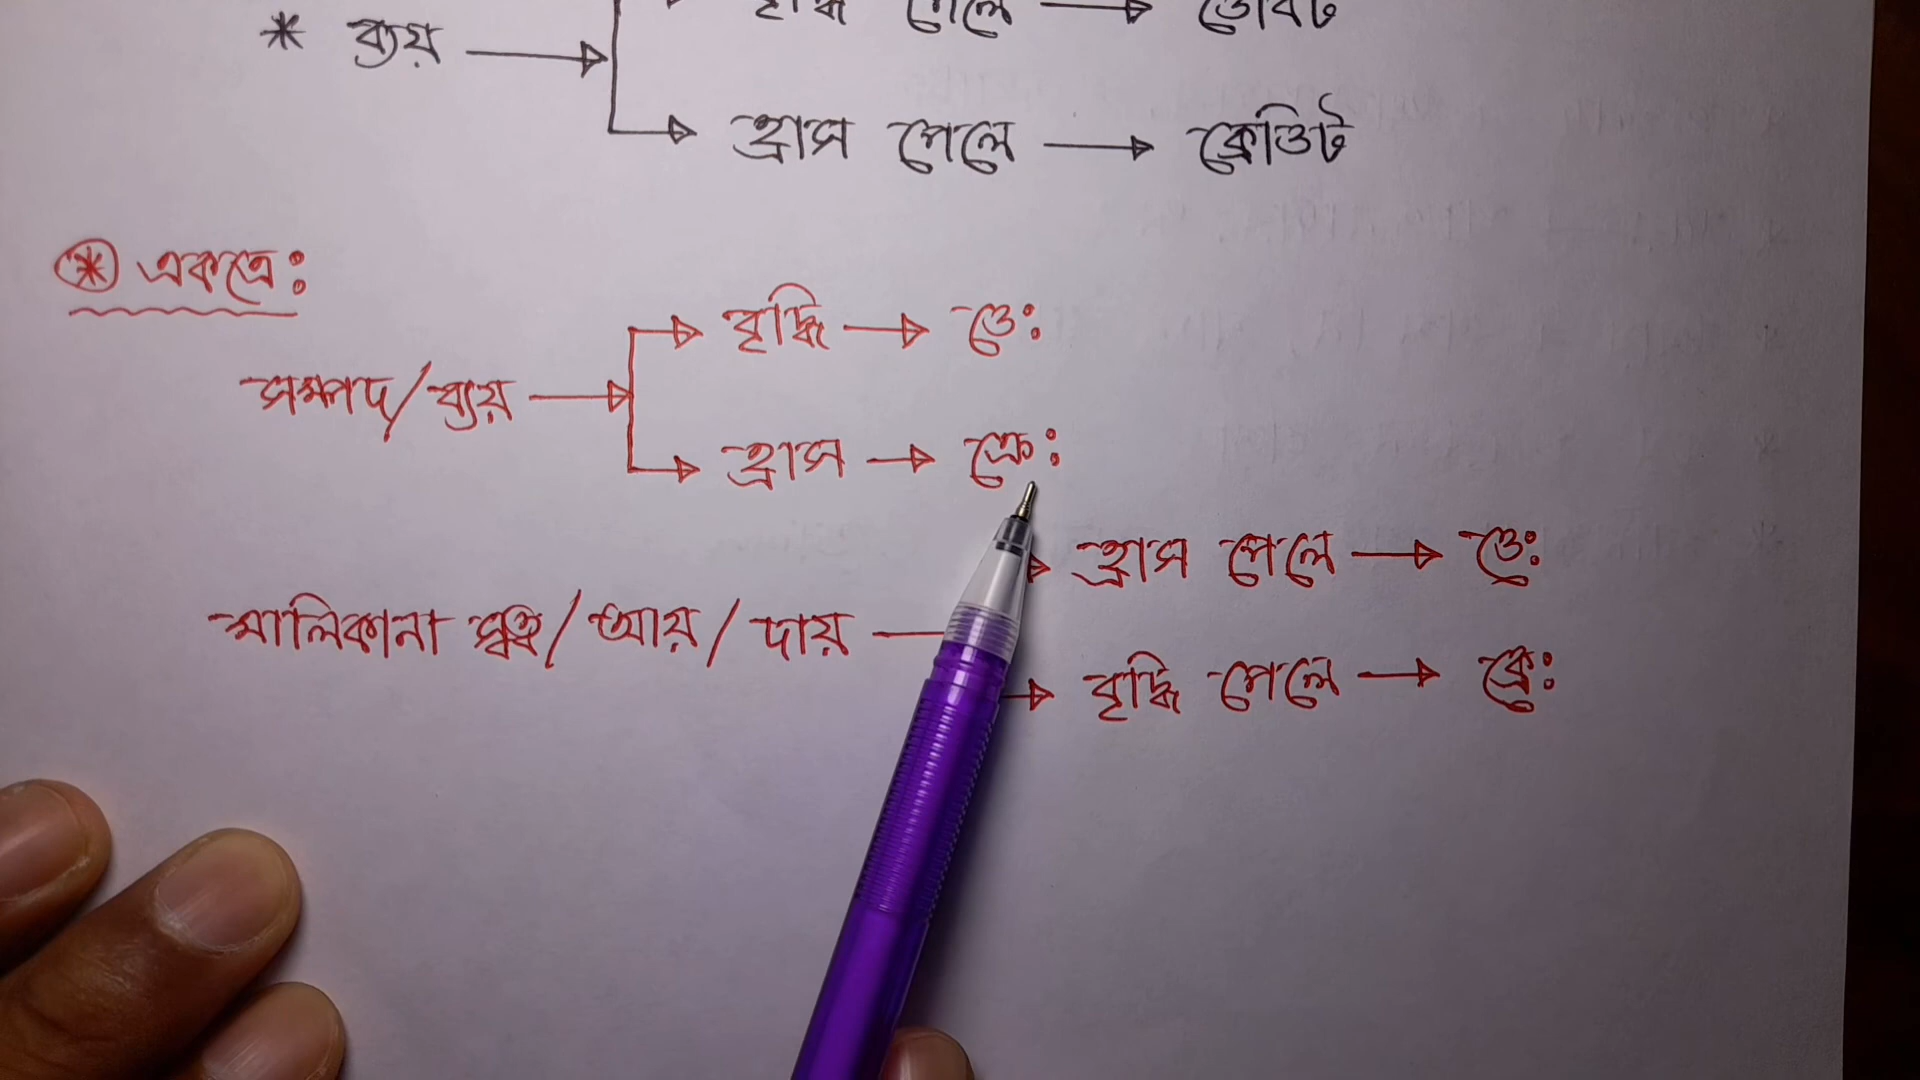 বৃদ্ধি পেলে → ডেবিট
* ব্যয় →
হ্রাস পেলে → ক্রেডিট
* একত্রে:
বৃদ্ধি → ডে:
সম্পদ/ব্যয় →
হ্রাস → ক্রে:
হ্রাস পেলে → ডে:
মালিকানা স্বত্ব/আয়/দায়
বৃদ্ধি পেলে → ক্রে: